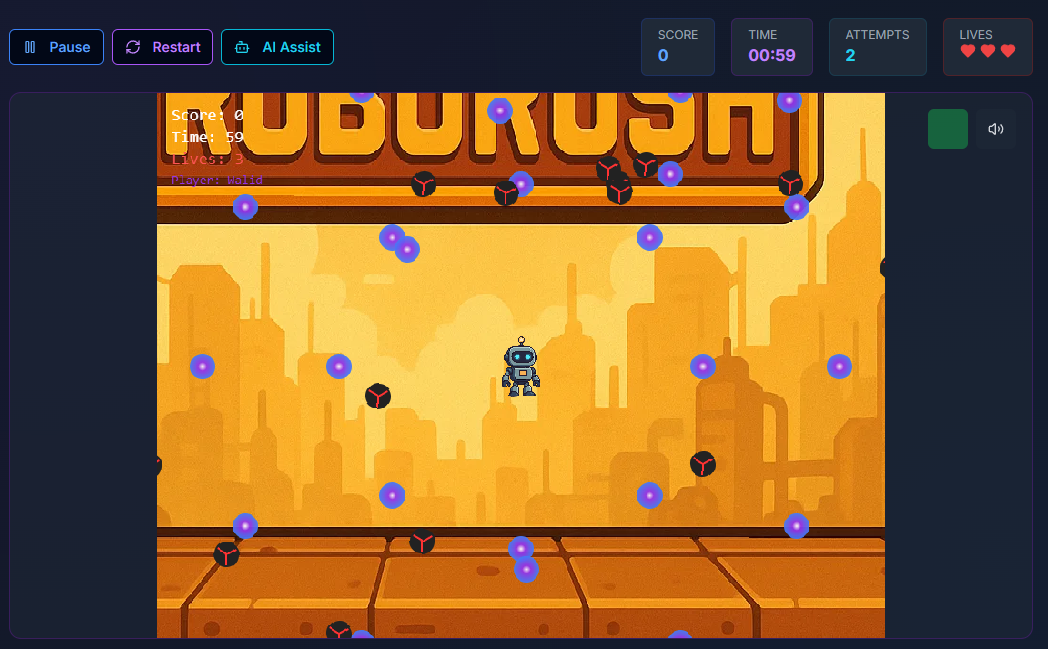 Pause
Restart
AI Assist
SCORE
0
TIME
00:59
ATTEMPTS
2
LIVES
ROBORUSH
Score: 0
Time: 59
Lives: 3
Player: Walid